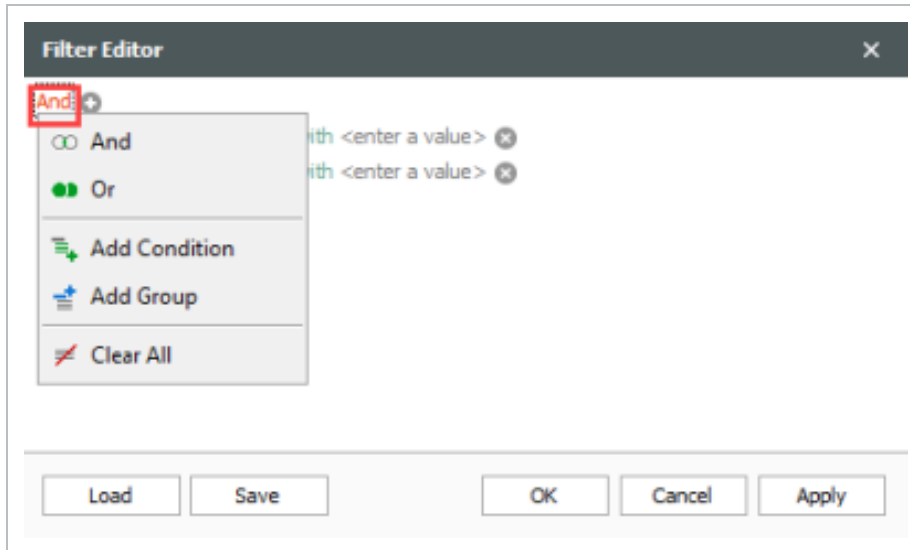 Filter Editor
And
And
ith <enter a value>
Or
ith <enter a value>
Add Condition
Add Group
Clear All
Load Save OK Cancel Apply